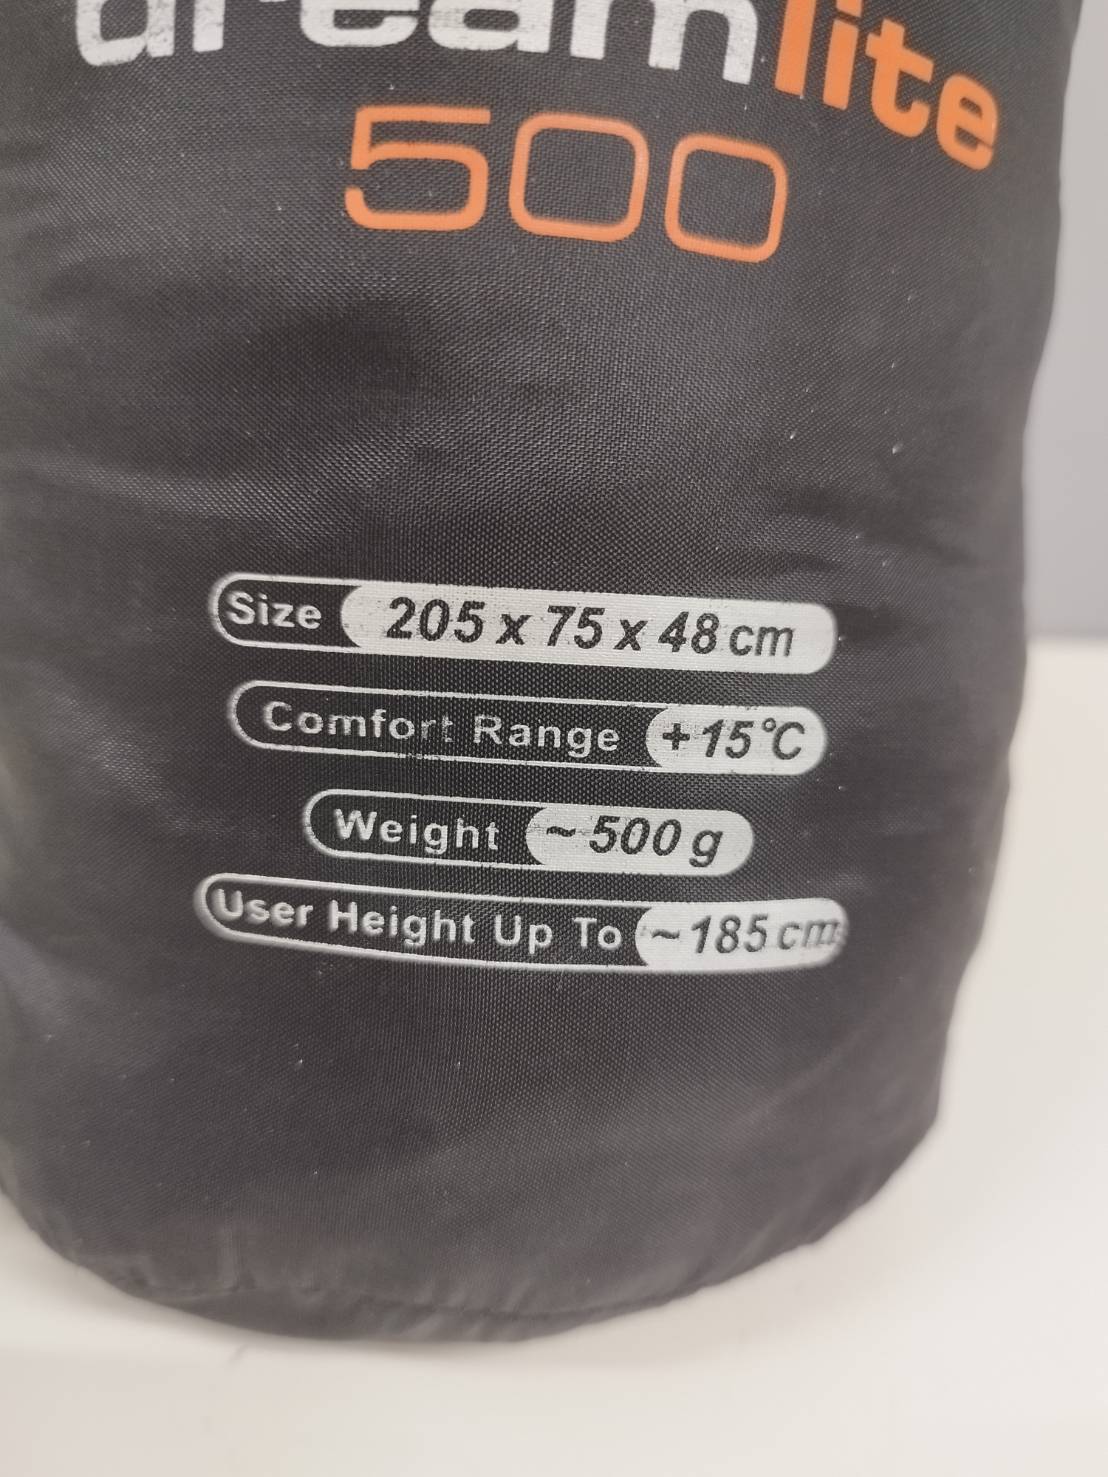 dreamlite
500
Size 205 x 75 x 48 cm
Comfort Range +15°C
Weight ~500 g
User Height Up To ~185 cm